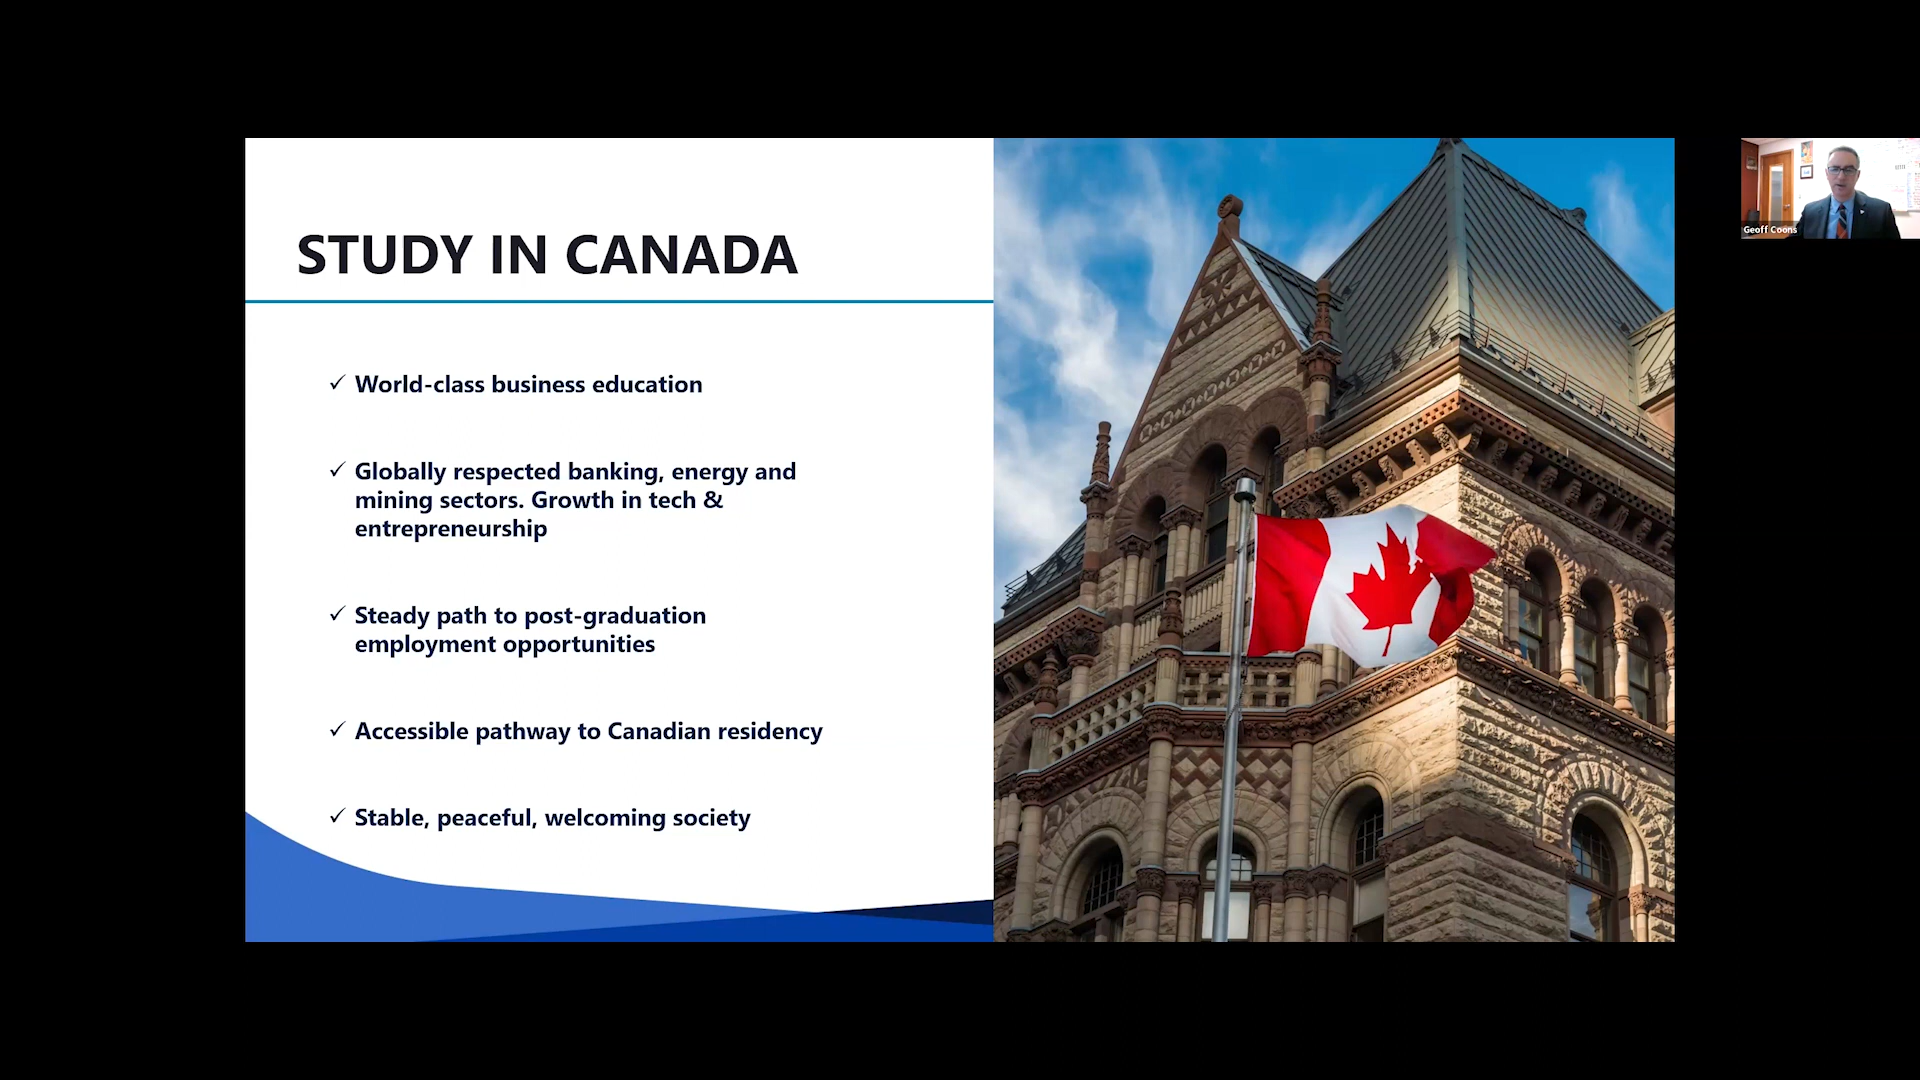 STUDY IN CANADA
✓ World-class business education
✓ Globally respected banking, energy and
mining sectors. Growth in tech &
entrepreneurship
✓ Steady path to post-graduation
employment opportunities
✓ Accessible pathway to Canadian residency
✓ Stable, peaceful, welcoming society
Geoff Coons